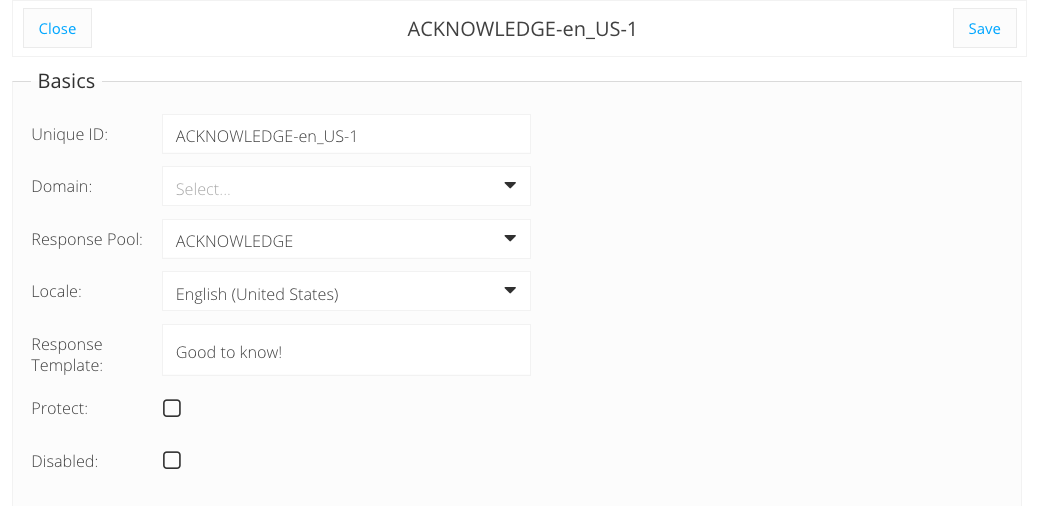 Close
ACKNOWLEDGE-en_US-1
Save
Basics
Unique ID:
ACKNOWLEDGE-en_US-1
Domain:
Select...
Response Pool:
ACKNOWLEDGE
Locale:
English (United States)
Response
Template:
Good to know!
Protect:
Disabled: